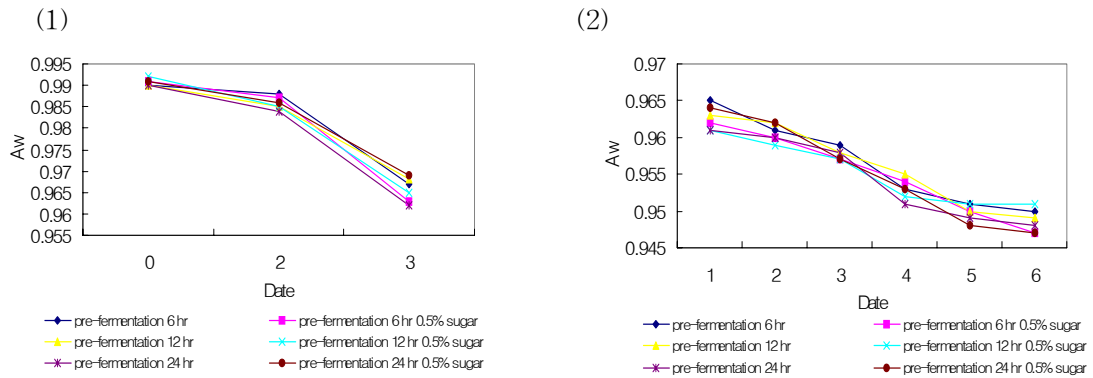 (1)
(2)
0.995
0.99
0.985
0.98
0.975
0.97
0.965
0.96
0.955
Aw
0
2
3
Date
pre-fermentation 6 hr
pre-fermentation 6 hr 0.5% sugar
pre-fermentation 12 hr
pre-fermentation 12 hr 0.5% sugar
pre-fermentation 24 hr
pre-fermentation 24 hr 0.5% sugar
0.97
0.965
0.96
0.955
0.95
0.945
Aw
1
2
3
4
5
6
Date
pre-fermentation 6 hr
pre-fermentation 6 hr 0.5% sugar
pre-fermentation 12 hr
pre-fermentation 12 hr 0.5% sugar
pre-fermentation 24 hr
pre-fermentation 24 hr 0.5% sugar